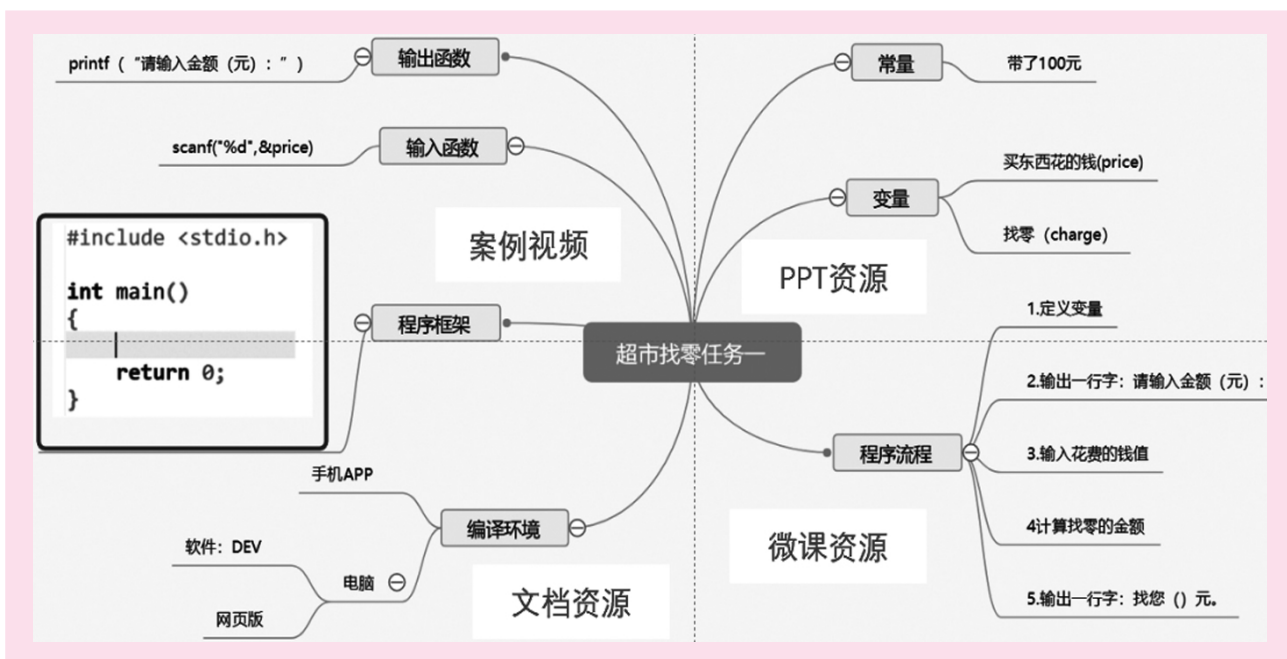 printf（“请输入金额（元）：”）
输出函数
scanf("%d",&price)
输入函数
案例视频
#include <stdio.h>
int main()
{
return 0;
}
程序框架
手机APP
编译环境
软件：DEV
电脑
网页版
文档资源
超市找零任务一
常量
带了100元
变量
买东西花的钱(price)
找零（charge）
PPT资源
程序流程
1.定义变量
2.输出一行字：请输入金额（元）：
3.输入花费的钱值
4计算找零的金额
5.输出一行字：找您（）元。
微课资源